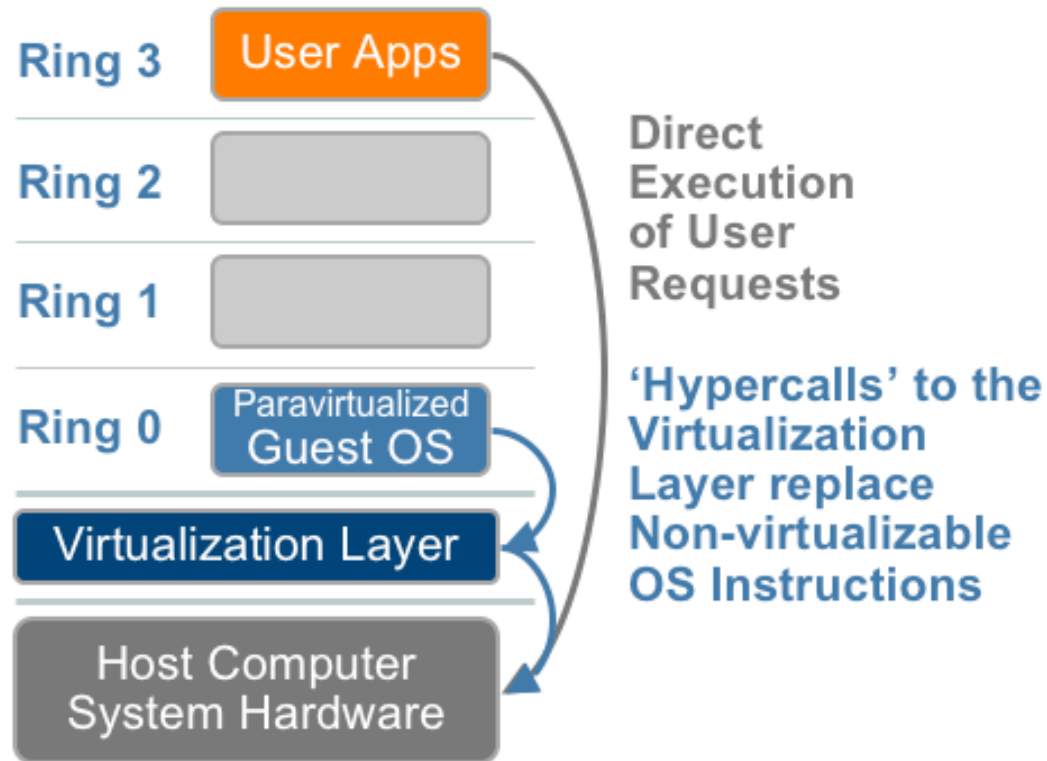 Ring 3
User Apps
Ring 2
Ring 1
Ring 0
Paravirtualized
Guest OS
Virtualization Layer
Host Computer
System Hardware
Direct
Execution
of User
Requests
‘Hypercalls’ to the
Virtualization
Layer replace
Non-virtualizable
OS Instructions